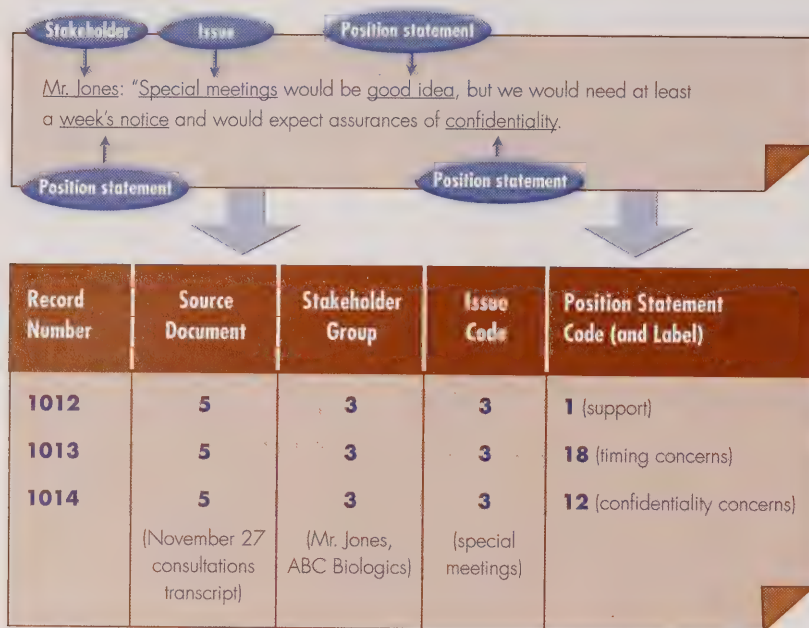 Stakeholder Issue Position statement
Mr. Jones: "Special meetings would be good idea, but we would need at least
a week's notice and would expect assurances of confidentiality.
Position statement Position statement
Record Number Source Document Stakeholder Group Issue Code Position Statement Code (and Label)
1012 5 3 3 1 (support)
1013 5 3 3 18 (timing concerns)
1014 5 3 3 12 (confidentiality concerns)
(November 27 (Mr. Jones, (special
consultations ABC Biologics) meetings)
transcript)